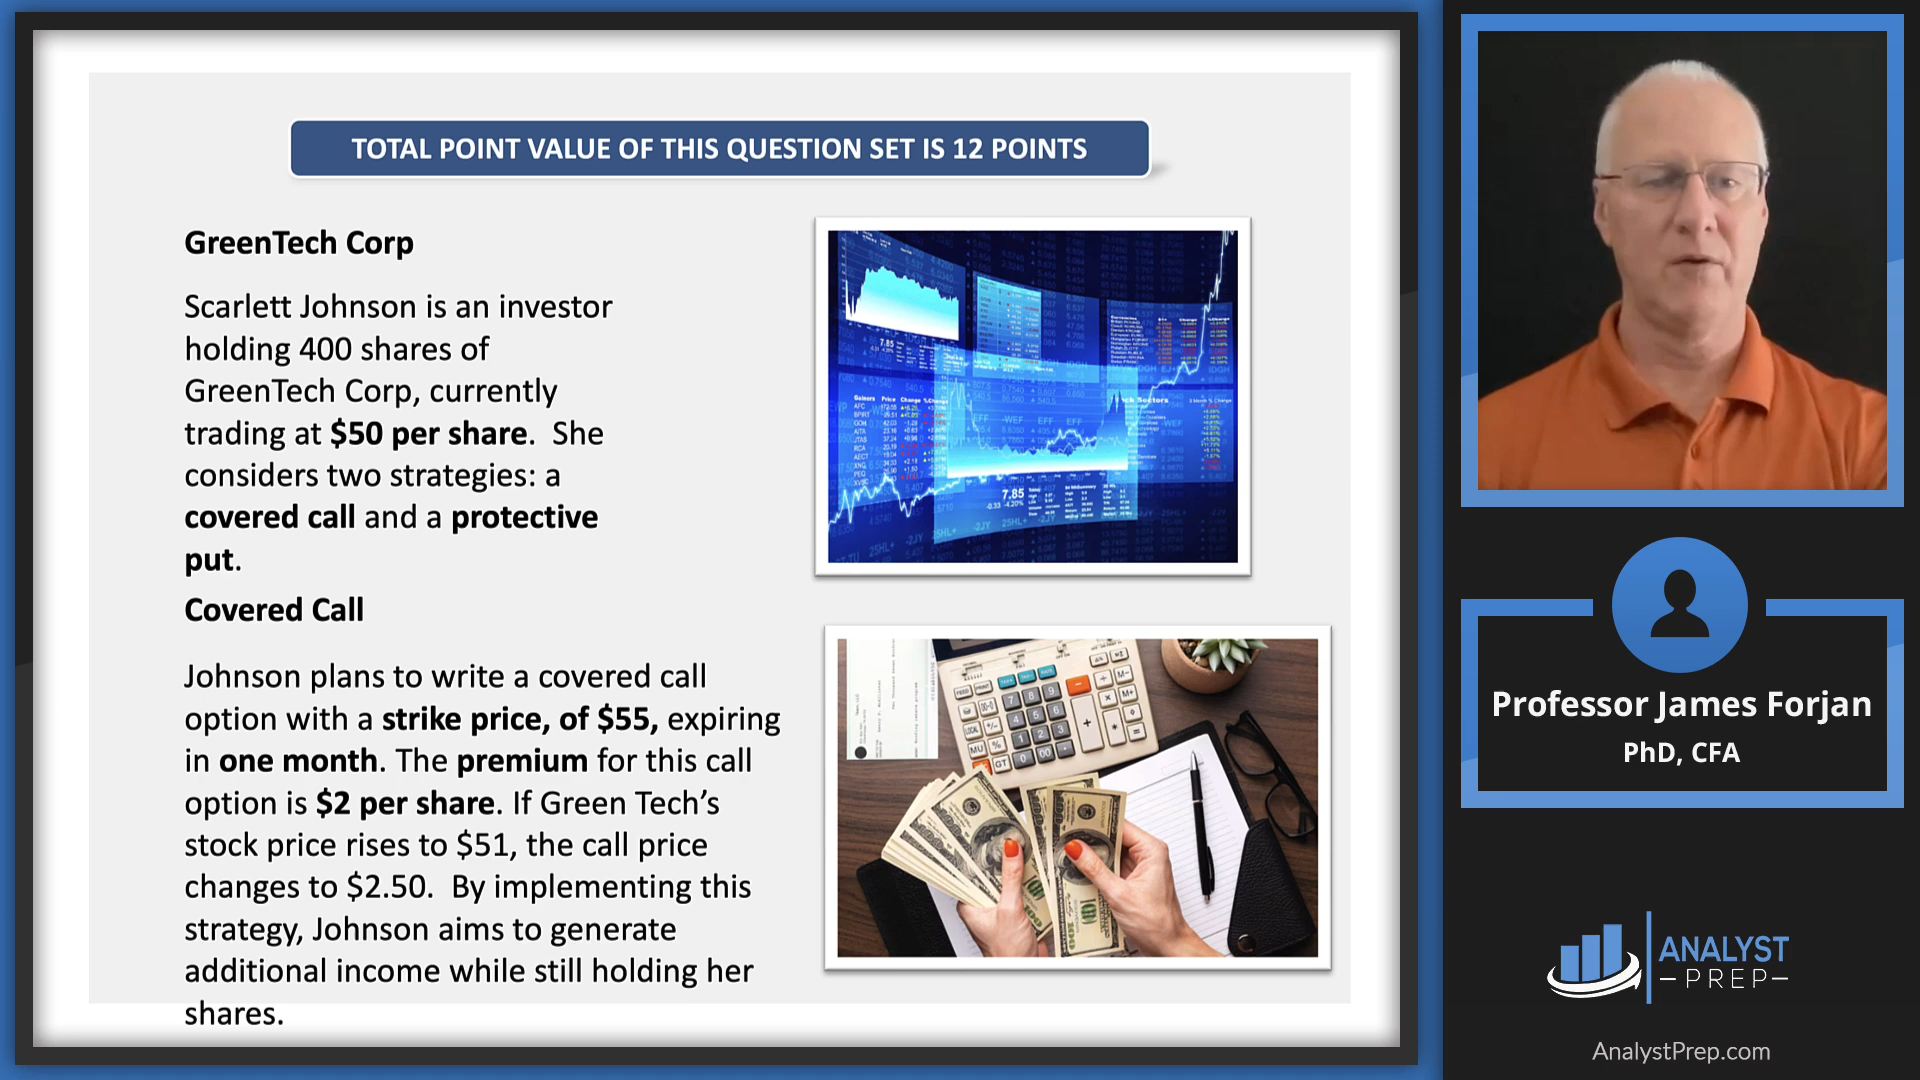 TOTAL POINT VALUE OF THIS QUESTION SET IS 12 POINTS
GreenTech Corp
Scarlett Johnson is an investor
holding 400 shares of
GreenTech Corp, currently
trading at $50 per share.  She
considers two strategies: a
covered call and a protective
put.
Covered Call
Johnson plans to write a covered call
option with a strike price, of $55, expiring
in one month. The premium for this call
option is $2 per share. If Green Tech’s
stock price rises to $51, the call price
changes to $2.50.  By implementing this
strategy, Johnson aims to generate
additional income while still holding her
shares.
7.85
7.85
Professor James Forjan
PhD, CFA
ANALYST
PREP
AnalystPrep.com